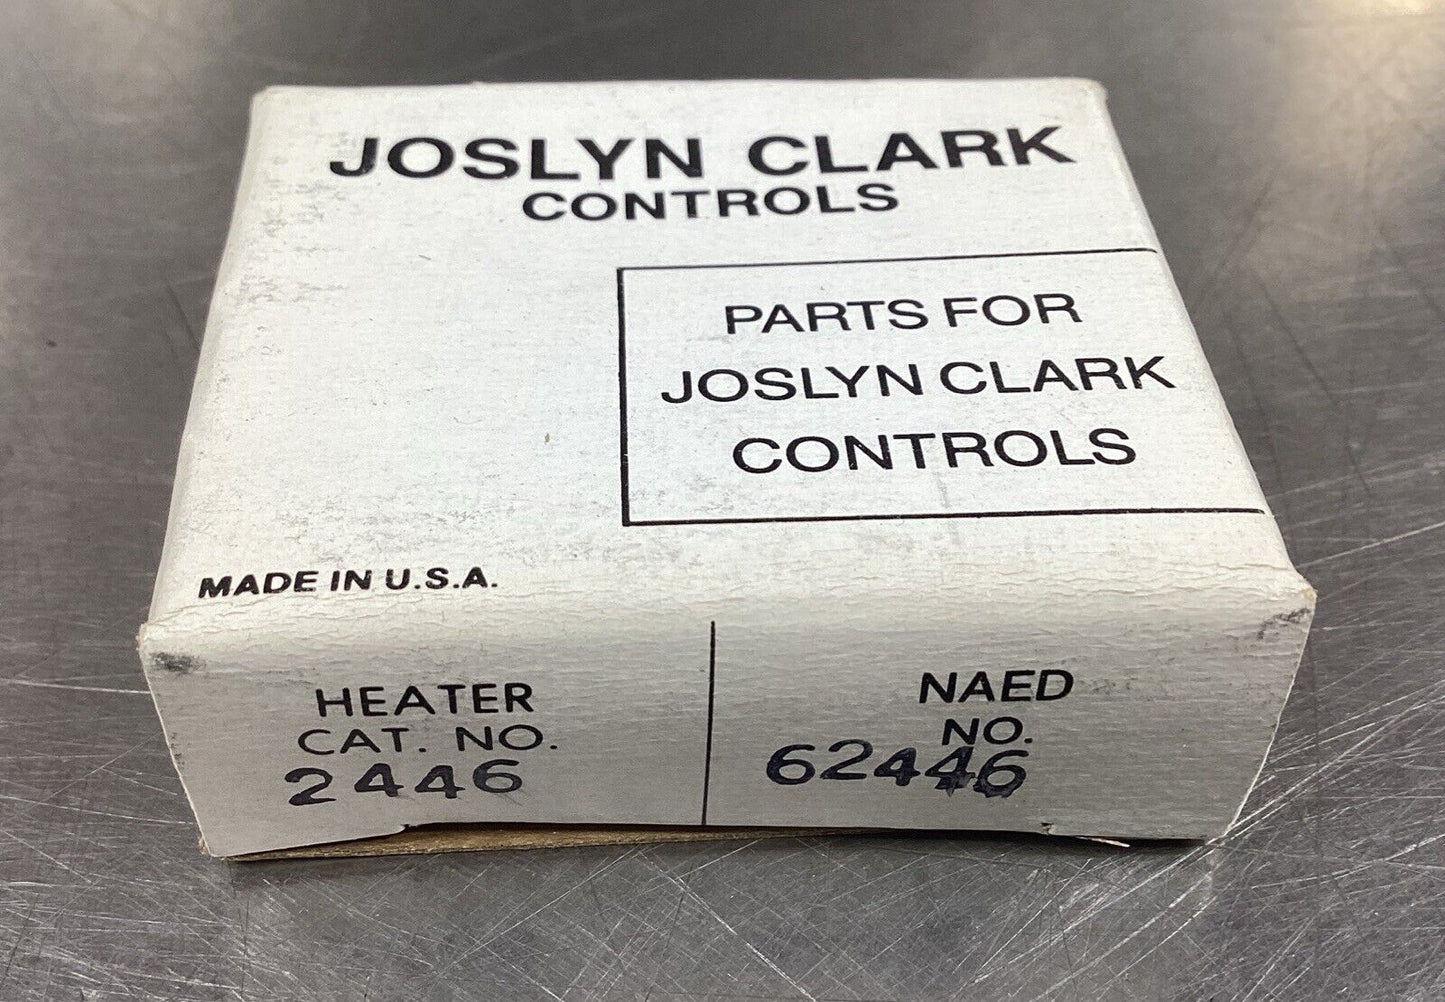 JOSLYN CLARK
CONTROLS
PARTS FOR
JOSLYN CLARK
CONTROLS
MADE IN U.S.A.
HEATER
CAT. NO.
2446
NAED
NO.
62446